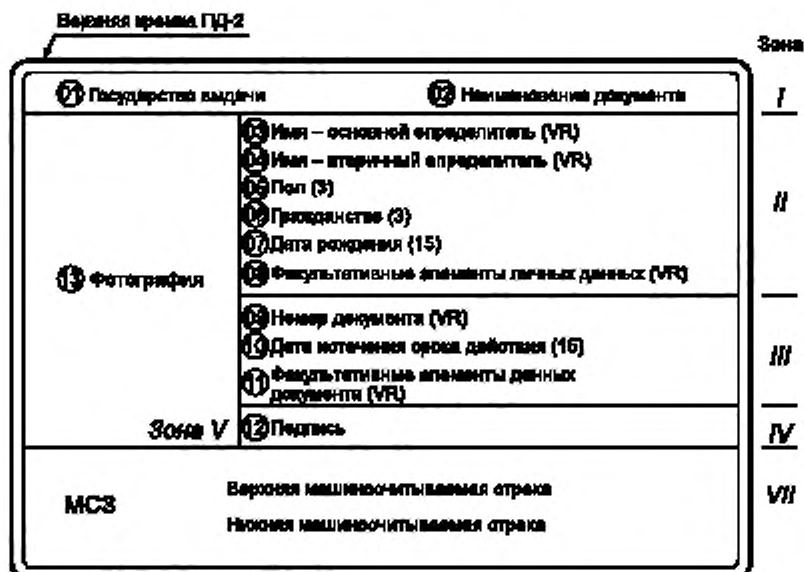 Верхняя кромка ПД-2
Зона
01 Государство выдачи 02 Наименование документа I
03 Имя – основной определитель (VR)
04 Имя – вторичный определитель (VR)
05 Пол (3)
06 Гражданство (3) II
07 Дата рождения (15)
13 Фотография 08 Факультативные элементы личных данных (VR)
09 Номер документа (VR)
10 Дата истечения срока действия (15) III
11 Факультативные элементы данных
документа (VR)
Зона V 12 Подпись IV
МСЗ Верхняя машиносчитываемая строка VII
Нижняя машиносчитываемая строка